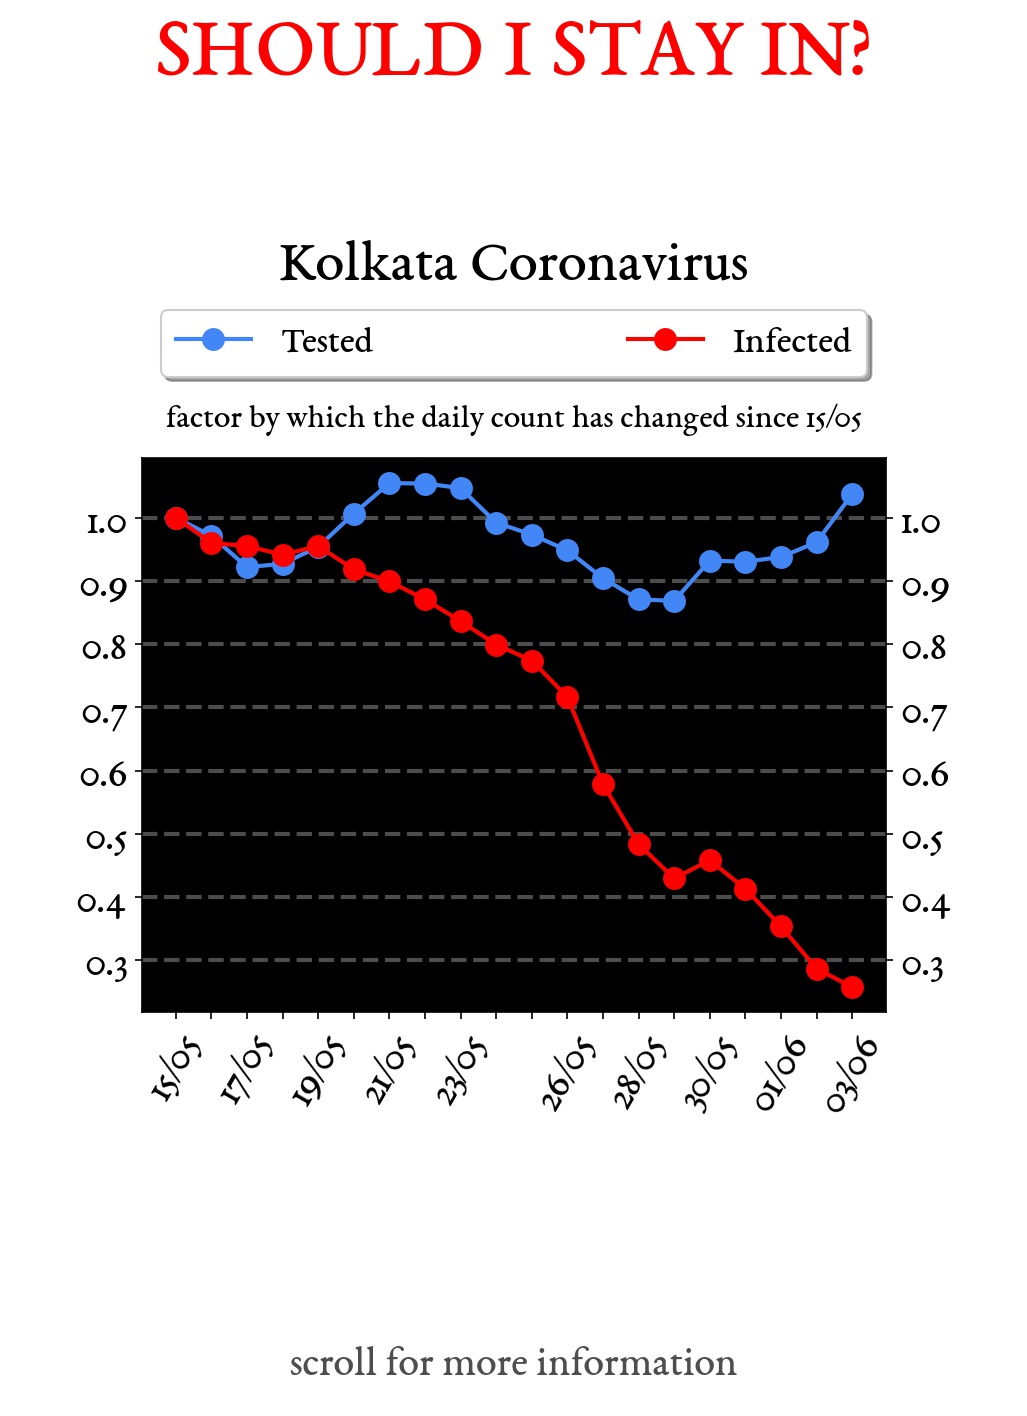 SHOULD I STAY IN?
Kolkata Coronavirus
Tested Infected
factor by which the daily count has changed since 15/05
1.0 1.0
0.9 0.9
0.8 0.8
0.7 0.7
0.6 0.6
0.5 0.5
0.4 0.4
0.3 0.3
15/05 17/05 19/05 21/05 23/05 26/05 28/05 30/05 01/06 03/06
scroll for more information